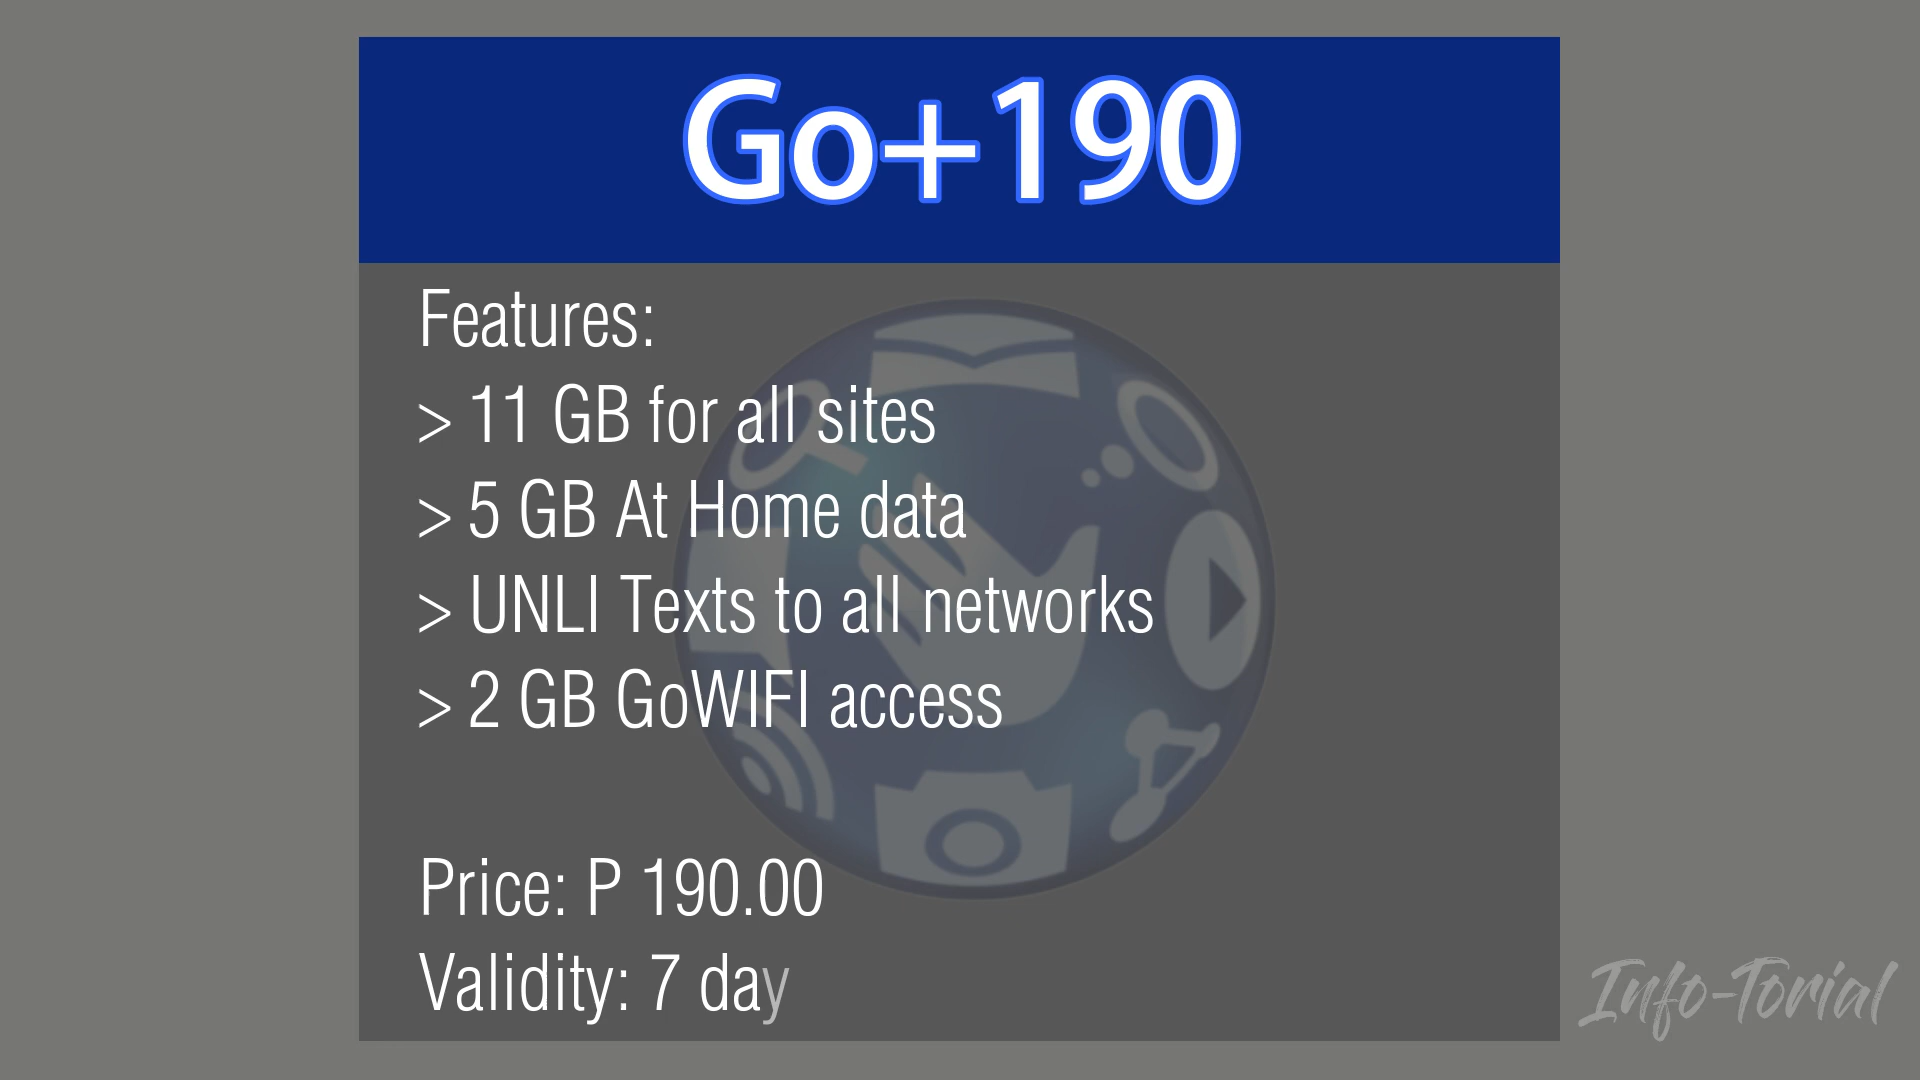 Go+190
Features:
> 11 GB for all sites
> 5 GB At Home data
> UNLI Texts to all networks
> 2 GB GoWIFI access
Price: P 190.00
Validity: 7 day
Info-Torial